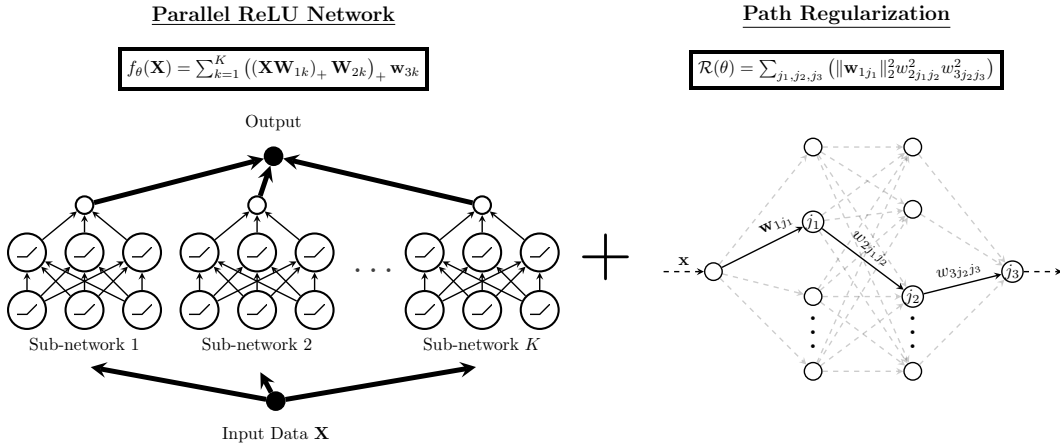 Parallel ReLU Network
f_θ(𝐗) = ∑_{k=1}^{K} ((𝐗𝐖_{1k})_+ 𝐖_{2k})_+ 𝐰_{3k}
Output
. . .
Sub-network 1
Sub-network 2
Sub-network K
Input Data 𝐗
+
Path Regularization
ℛ(θ) = ∑_{j_1,j_2,j_3} (‖𝐰_{1j_1}‖_2^2 w_{2j_1j_2}^2 w_{3j_2j_3}^2)
𝐱
𝐰_{1j_1}
j_1
w_{2j_1j_2}
j_2
w_{3j_2j_3}
j_3